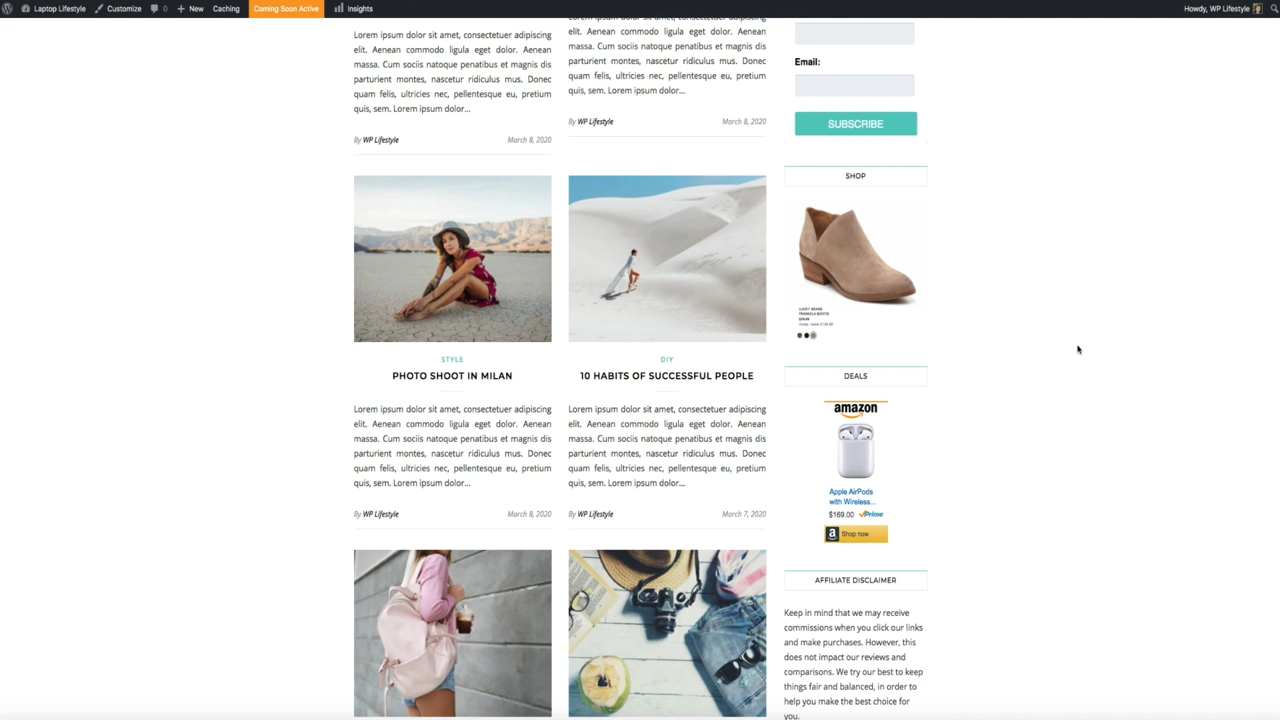 Laptop Lifestyle
Customize
0
New
Caching
Coming Soon Active
Insights
Howdy, WP Lifestyle
Lorem ipsum dolor sit amet, consectetuer adipiscing
elit. Aenean commodo ligula eget dolor. Aenean
massa. Cum sociis natoque penatibus et magnis dis
parturient montes, nascetur ridiculus mus. Donec
quam felis, ultricies nec, pellentesque eu, pretium
quis, sem. Lorem ipsum dolor...
By WP Lifestyle
March 8, 2020
Lorem ipsum dolor sit amet, consectetuer adipiscing
elit. Aenean commodo ligula eget dolor. Aenean
massa. Cum sociis natoque penatibus et magnis dis
parturient montes, nascetur ridiculus mus. Donec
quam felis, ultricies nec, pellentesque eu, pretium
quis, sem. Lorem ipsum dolor...
By WP Lifestyle
March 8, 2020
STYLE
PHOTO SHOOT IN MILAN
Lorem ipsum dolor sit amet, consectetuer adipiscing
elit. Aenean commodo ligula eget dolor. Aenean
massa. Cum sociis natoque penatibus et magnis dis
parturient montes, nascetur ridiculus mus. Donec
quam felis, ultricies nec, pellentesque eu, pretium
quis, sem. Lorem ipsum dolor...
By WP Lifestyle
March 8, 2020
DIY
10 HABITS OF SUCCESSFUL PEOPLE
Lorem ipsum dolor sit amet, consectetuer adipiscing
elit. Aenean commodo ligula eget dolor. Aenean
massa. Cum sociis natoque penatibus et magnis dis
parturient montes, nascetur ridiculus mus. Donec
quam felis, ultricies nec, pellentesque eu, pretium
quis, sem. Lorem ipsum dolor...
By WP Lifestyle
March 7, 2020
Email:
SUBSCRIBE
SHOP
LUCKY BRAND
DEALS
amazon
Apple AirPods
with Wireless...
$169.00 Prime
a Shop now
AFFILIATE DISCLAIMER
Keep in mind that we may receive
commissions when you click our links
and make purchases. However, this
does not impact our reviews and
comparisons. We try our best to keep
things fair and balanced, in order to
help you make the best choice for
you.